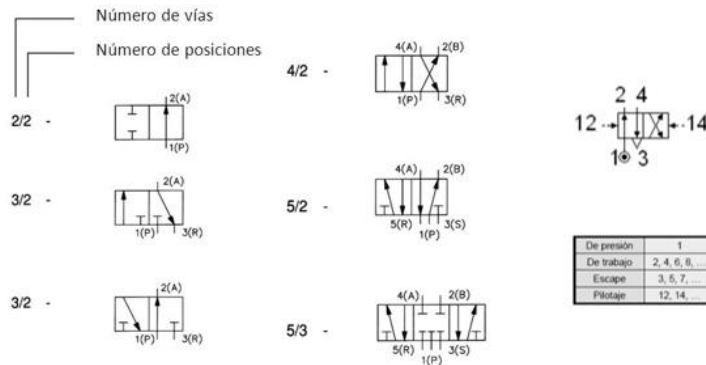 Número de vías
Número de posiciones
2/2 -
2(A)
1(P)
3/2 -
2(A)
1(P) 3(R)
3/2 -
2(A)
1(P) 3(R)
4/2 -
4(A) 2(B)
1(P) 3(R)
5/2 -
4(A) 2(B)
5(R) 3(S)
1(P)
5/3 -
4(A) 2(B)
5(R) 3(S)
1(P)
2 4
12 14
1 3
De presión 1
De trabajo 2, 4, 6, 8, ...
Escape 3, 5, 7, ...
Pilotaje 12, 14, ...